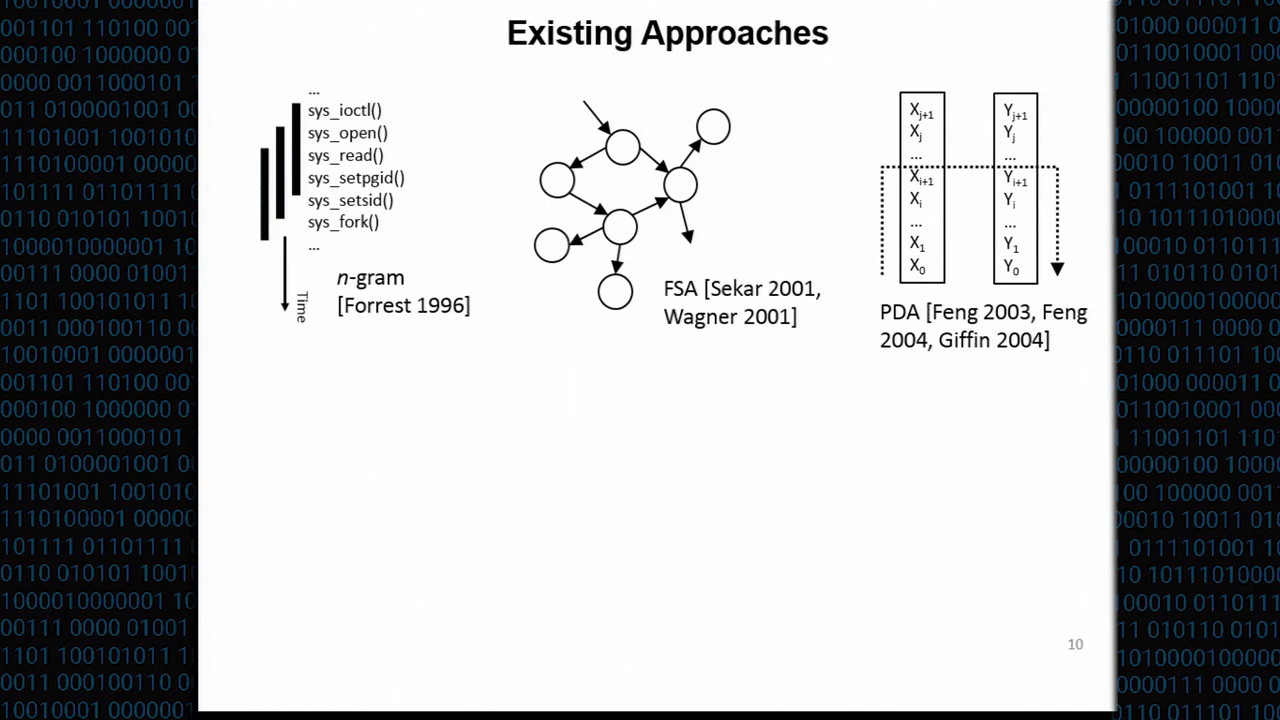 Existing Approaches
...
sys_ioctl()
sys_open()
sys_read()
sys_setpgid()
sys_setsid()
sys_fork()
...
Time
n-gram
[Forrest 1996]
FSA [Sekar 2001,
Wagner 2001]
Xj+1
Xj
...
Xi+1
Xi
...
X1
X0
Yj+1
Yj
...
Yi+1
Yi
...
Y1
Y0
PDA [Feng 2003, Feng
2004, Giffin 2004]
10